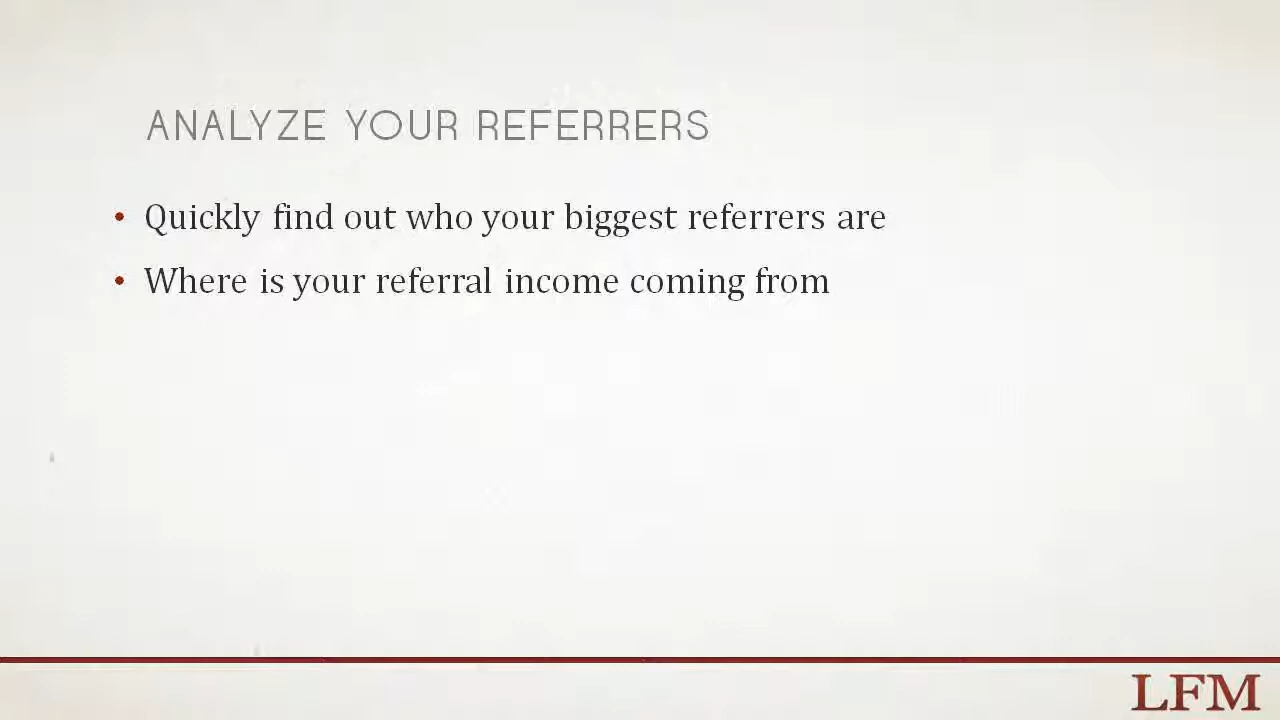 ANALYZE YOUR REFERRERS
• Quickly find out who your biggest referrers are
• Where is your referral income coming from
LFM